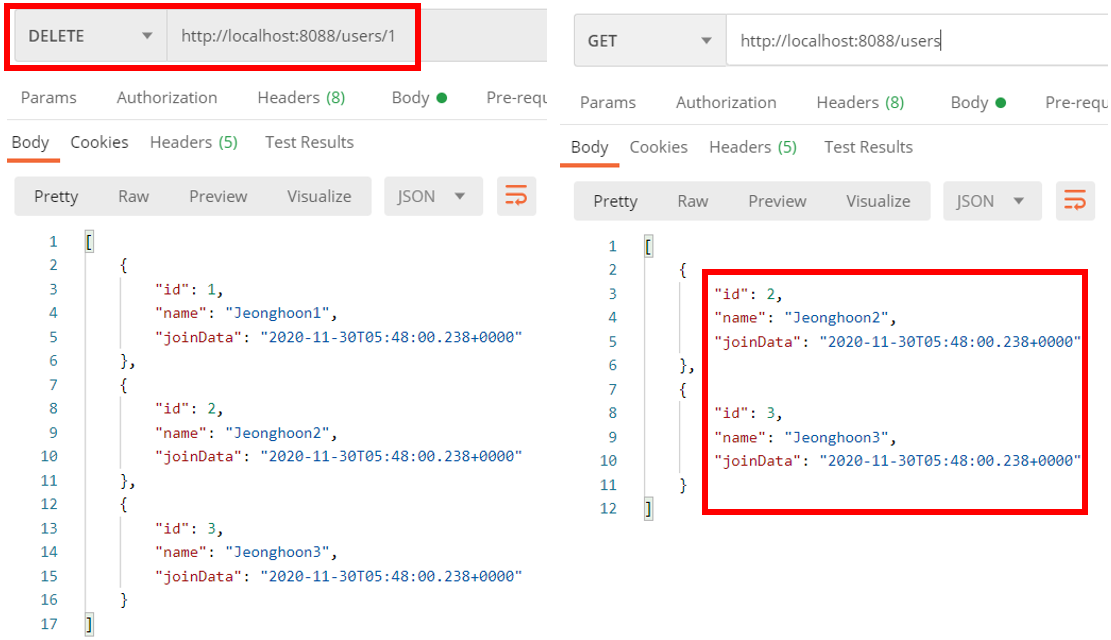 DELETE http://localhost:8088/users/1
Params Authorization Headers (8) Body Pre-requ
Body Cookies Headers (5) Test Results
Pretty Raw Preview Visualize JSON
1 [
2 {
3 "id": 1,
4 "name": "Jeonghoon1",
5 "joinData": "2020-11-30T05:48:00.238+0000"
6 },
7 {
8 "id": 2,
9 "name": "Jeonghoon2",
10 "joinData": "2020-11-30T05:48:00.238+0000"
11 },
12 {
13 "id": 3,
14 "name": "Jeonghoon3",
15 "joinData": "2020-11-30T05:48:00.238+0000"
16 }
17 ]
GET http://localhost:8088/users
Params Authorization Headers (8) Body Pre-requ
Body Cookies Headers (5) Test Results
Pretty Raw Preview Visualize JSON
1 [
2 {
3 "id": 2,
4 "name": "Jeonghoon2",
5 "joinData": "2020-11-30T05:48:00.238+0000"
6 },
7 {
8 "id": 3,
9 "name": "Jeonghoon3",
10 "joinData": "2020-11-30T05:48:00.238+0000"
11 }
12 ]